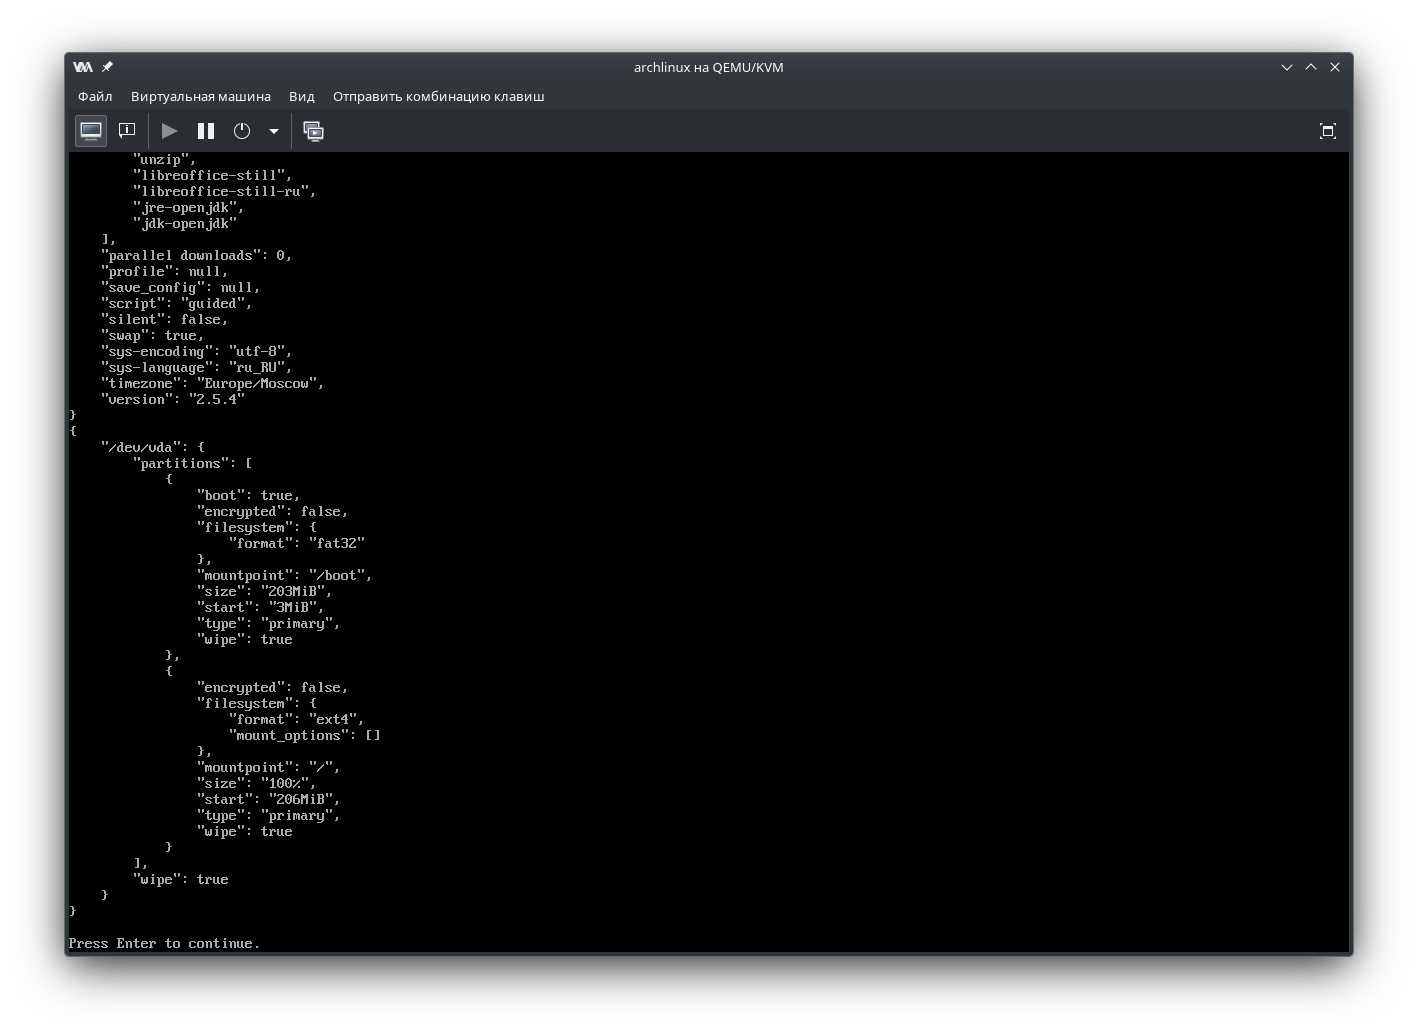 archlinux на QEMU/KVM
Файл Виртуальная машина Вид Отправить комбинацию клавиш
        "unzip",
        "libreoffice-still",
        "libreoffice-still-ru",
        "jre-openjdk",
        "jdk-openjdk"
    ],
    "parallel downloads": 0,
    "profile": null,
    "save_config": null,
    "script": "guided",
    "silent": false,
    "swap": true,
    "sys-encoding": "utf-8",
    "sys-language": "ru_RU",
    "timezone": "Europe/Moscow",
    "version": "2.5.4"
}
{
    "/dev/vda": {
        "partitions": [
            {
                "boot": true,
                "encrypted": false,
                "filesystem": {
                    "format": "fat32"
                },
                "mountpoint": "/boot",
                "size": "203MiB",
                "start": "3MiB",
                "type": "primary",
                "wipe": true
            },
            {
                "encrypted": false,
                "filesystem": {
                    "format": "ext4",
                    "mount_options": []
                },
                "mountpoint": "/",
                "size": "100%",
                "start": "206MiB",
                "type": "primary",
                "wipe": true
            }
        ],
        "wipe": true
    }
}
Press Enter to continue.